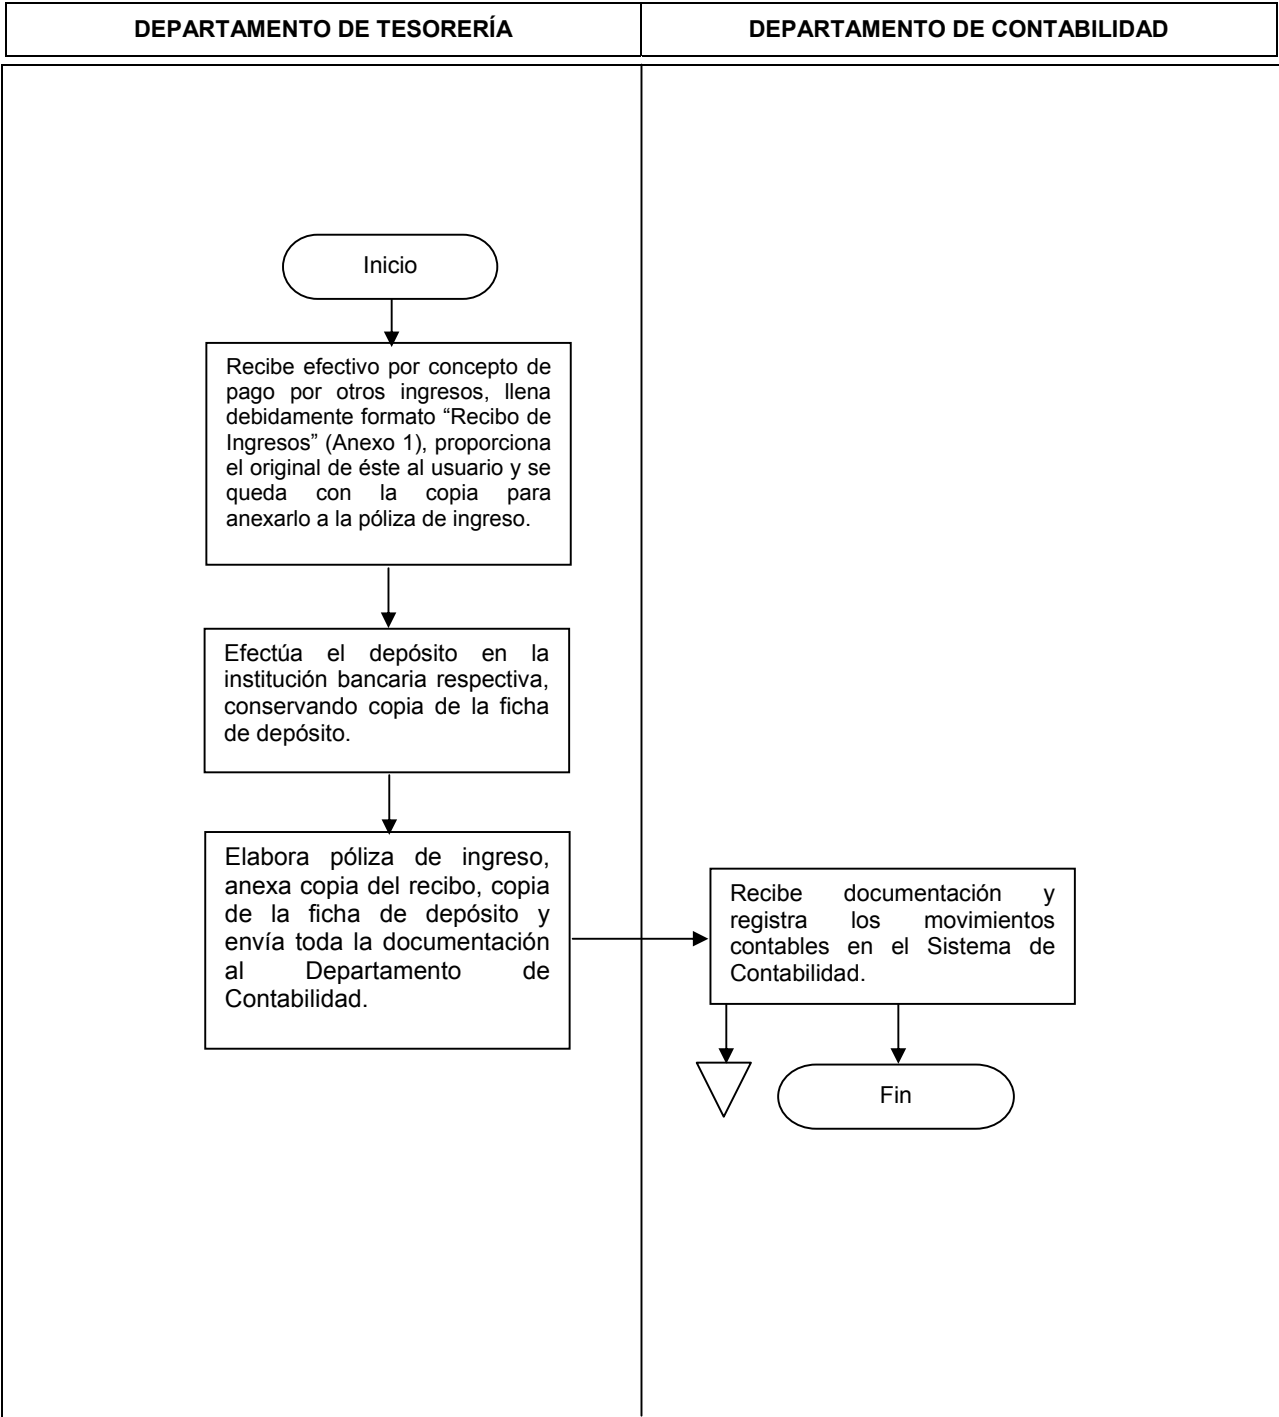 DEPARTAMENTO DE TESORERÍA
DEPARTAMENTO DE CONTABILIDAD
Inicio
Recibe efectivo por concepto de
pago por otros ingresos, llena
debidamente formato “Recibo de
Ingresos” (Anexo 1), proporciona
el original de éste al usuario y se
queda con la copia para
anexarlo a la póliza de ingreso.
Efectúa el depósito en la
institución bancaria respectiva,
conservando copia de la ficha
de depósito.
Elabora póliza de ingreso,
anexa copia del recibo, copia
de la ficha de depósito y
envía toda la documentación
al Departamento de
Contabilidad.
Recibe documentación y
registra los movimientos
contables en el Sistema de
Contabilidad.
Fin